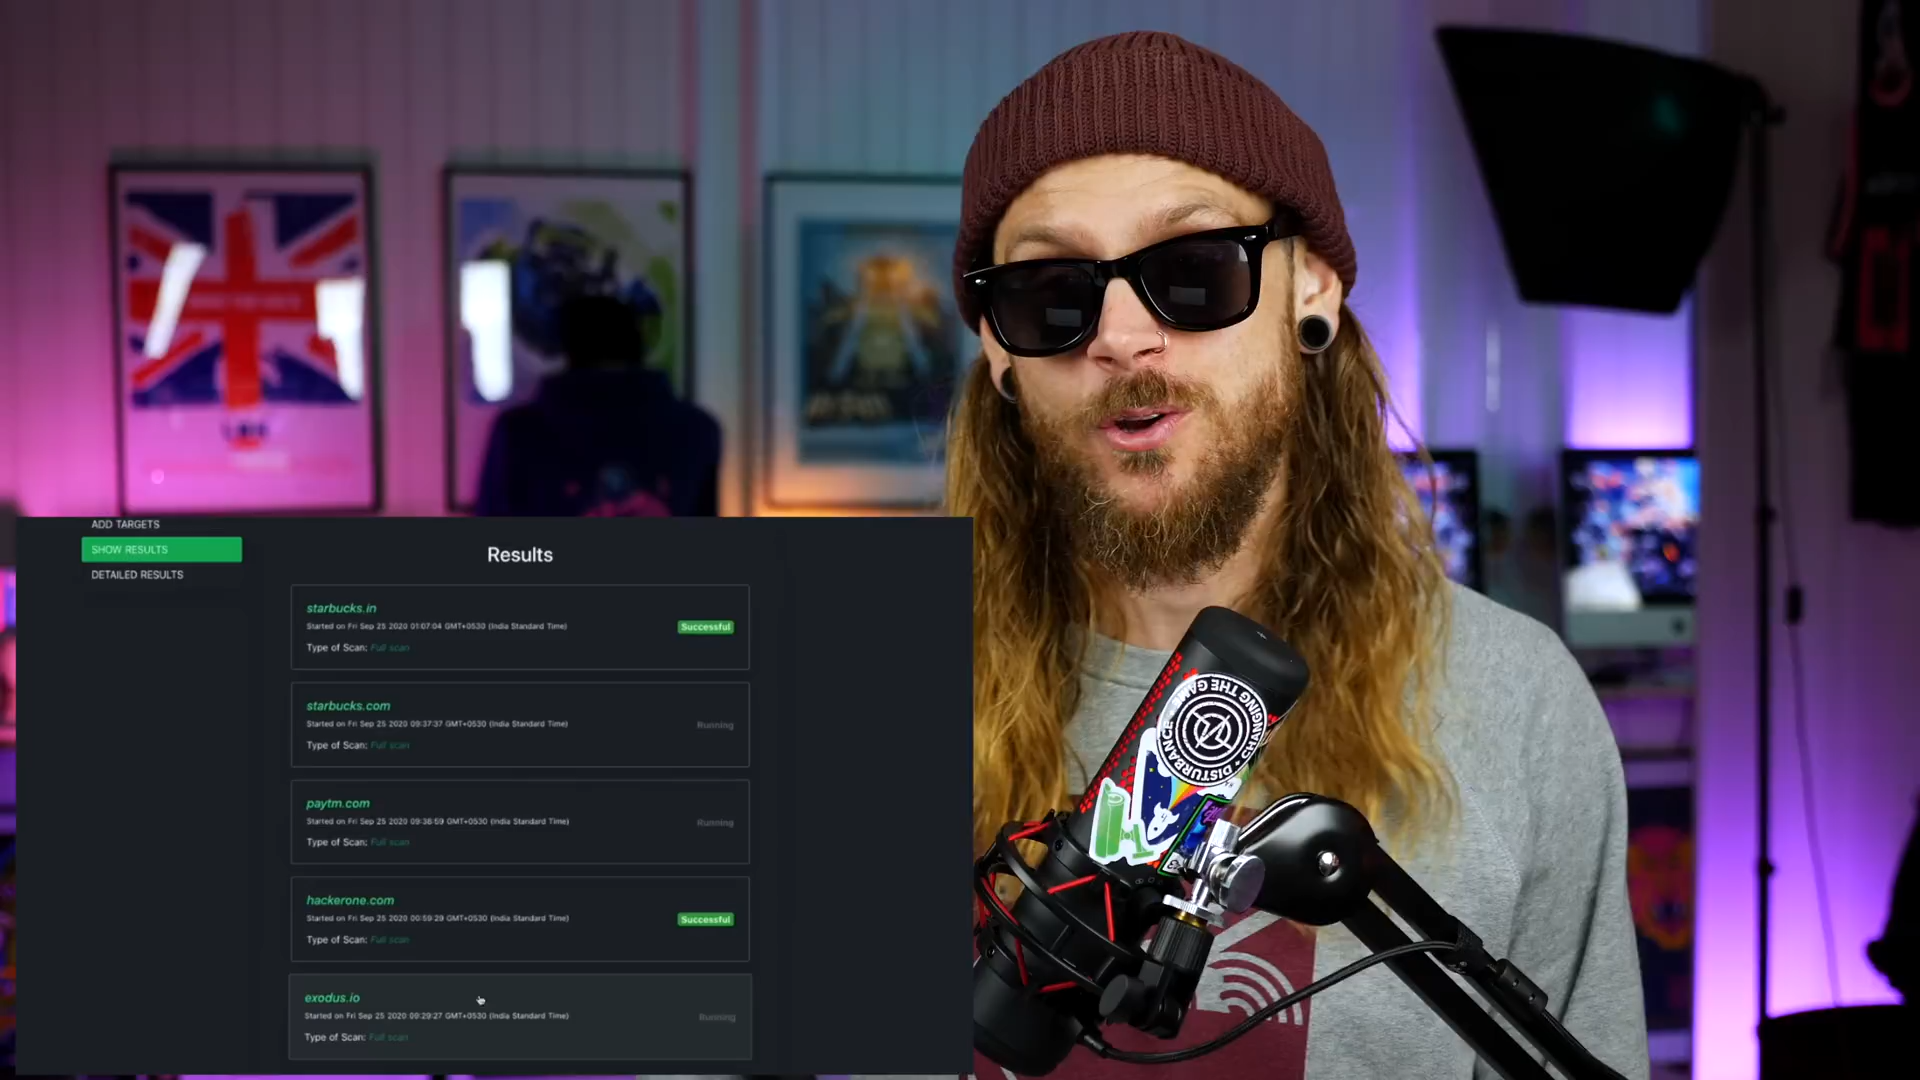 ADD TARGETS
SHOW RESULTS
DETAILED RESULTS
Results
starbucks.in
Started on Fri Sep 25 2020 01:07:04 GMT+0530 (India Standard Time)
Type of Scan: Full scan
Successful
starbucks.com
Started on Fri Sep 25 2020 09:37:37 GMT+0530 (India Standard Time)
Type of Scan: Full scan
Running
paytm.com
Started on Fri Sep 25 2020 09:38:59 GMT+0530 (India Standard Time)
Type of Scan: Full scan
Running
hackerone.com
Started on Fri Sep 25 2020 00:59:29 GMT+0530 (India Standard Time)
Type of Scan: Full scan
Successful
exodus.io
Started on Fri Sep 25 2020 09:29:27 GMT+0530 (India Standard Time)
Type of Scan: Full scan
Running
DISTURBANCE • CHANGING THE GAME •